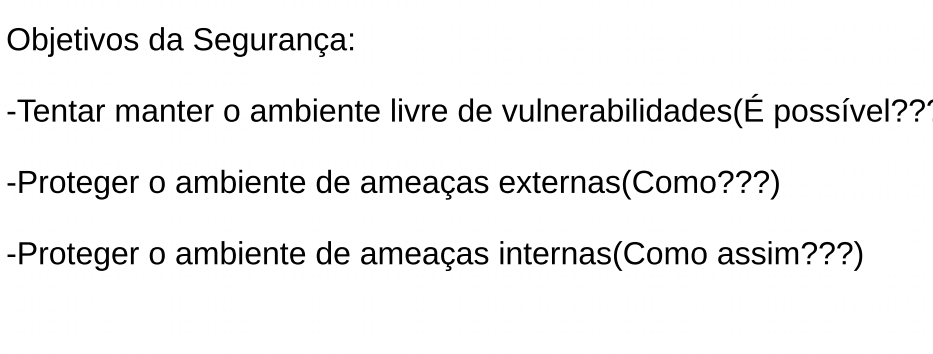 Objetivos da Segurança:
-Tentar manter o ambiente livre de vulnerabilidades(É possível???
-Proteger o ambiente de ameaças externas(Como???)
-Proteger o ambiente de ameaças internas(Como assim???)